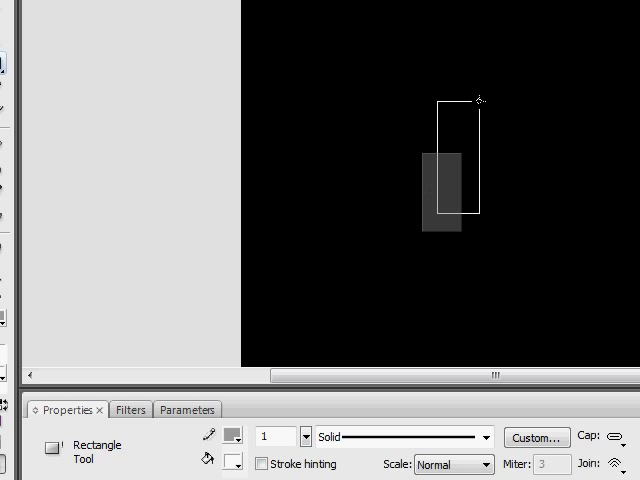 Properties × Filters Parameters
Rectangle Tool
1 Solid Custom... Cap:
Stroke hinting Scale: Normal Miter: 3 Join: